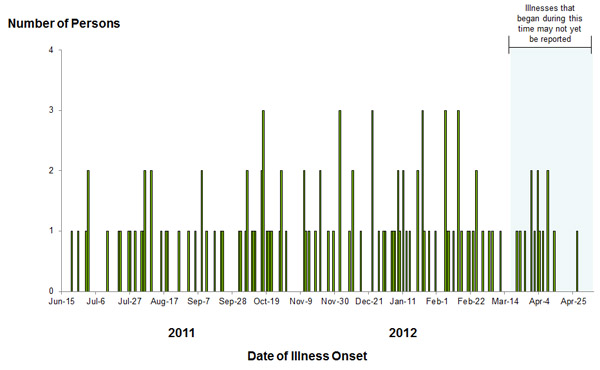 Illnesses that
began during this
time may not yet
be reported
Number of Persons
4
3
2
1
0
Jun-15 Jul-6 Jul-27 Aug-17 Sep-7 Sep-28 Oct-19 Nov-9 Nov-30 Dec-21 Jan-11 Feb-1 Feb-22 Mar-14 Apr-4 Apr-25
2011 2012
Date of Illness Onset